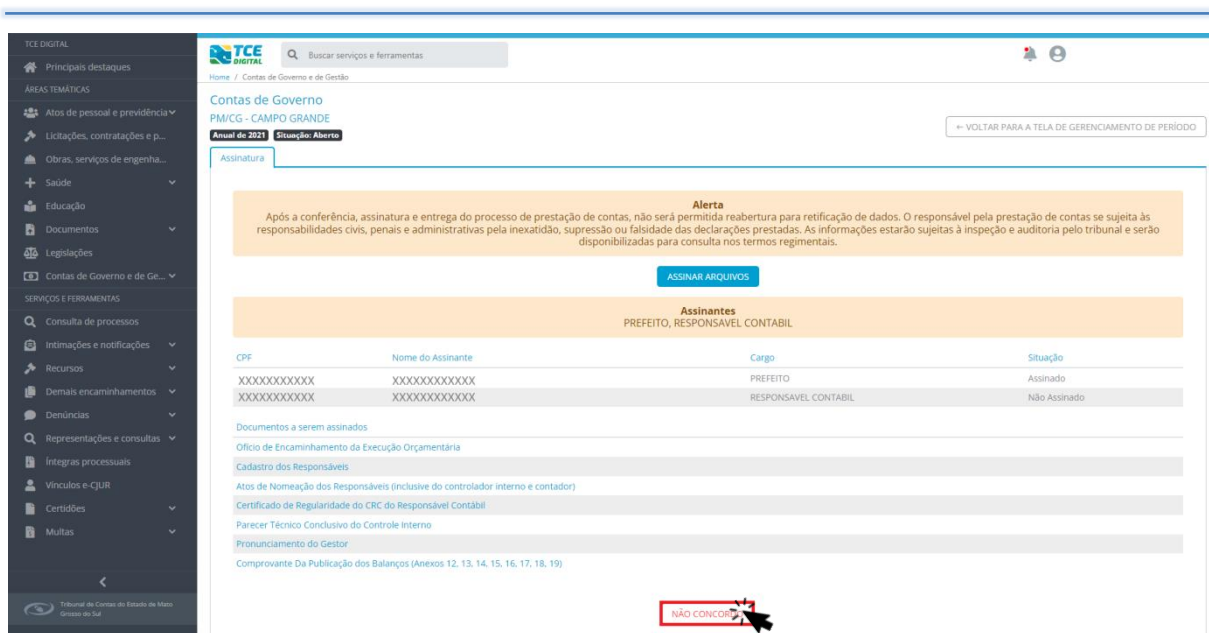 TCE DIGITAL
Principais destaques
ÁREAS TEMÁTICAS
Atos de pessoal e previdência
Licitações, contratações e p...
Obras, serviços de engenha...
Saúde
Educação
Documentos
Legislações
Contas de Governo e de Ge...
SERVIÇOS E FERRAMENTAS
Consulta de processos
Intimações e notificações
Recursos
Demais encaminhamentos
Denúncias
Representações e consultas
Íntegras processuais
Vínculos e-CJUR
Certidões
Multas
Tribunal de Contas do Estado de Mato
Grosso do Sul
TCE
DIGITAL
Buscar serviços e ferramentas
Home / Contas de Governo e de Gestão
Contas de Governo
PM/CG - CAMPO GRANDE
Anual de 2021 Situação: Aberto
← VOLTAR PARA A TELA DE GERENCIAMENTO DE PERÍODO
Assinatura
Alerta
Após a conferência, assinatura e entrega do processo de prestação de contas, não será permitida reabertura para retificação de dados. O responsável pela prestação de contas se sujeita às
responsabilidades civis, penais e administrativas pela inexatidão, supressão ou falsidade das declarações prestadas. As informações estarão sujeitas à inspeção e auditoria pelo tribunal e serão
disponibilizadas para consulta nos termos regimentais.
ASSINAR ARQUIVOS
Assinantes
PREFEITO, RESPONSAVEL CONTABIL
CPF Nome do Assinante Cargo Situação
XXXXXXXXXXX XXXXXXXXXXXX PREFEITO Assinado
XXXXXXXXXXX XXXXXXXXXXXX RESPONSAVEL CONTABIL Não Assinado
Documentos a serem assinados
Ofício de Encaminhamento da Execução Orçamentária
Cadastro dos Responsáveis
Atos de Nomeação dos Responsáveis (inclusive do controlador interno e contador)
Certificado de Regularidade do CRC do Responsável Contábil
Parecer Técnico Conclusivo do Controle Interno
Pronunciamento do Gestor
Comprovante Da Publicação dos Balanços (Anexos 12, 13, 14, 15, 16, 17, 18, 19)
NÃO CONCORDO